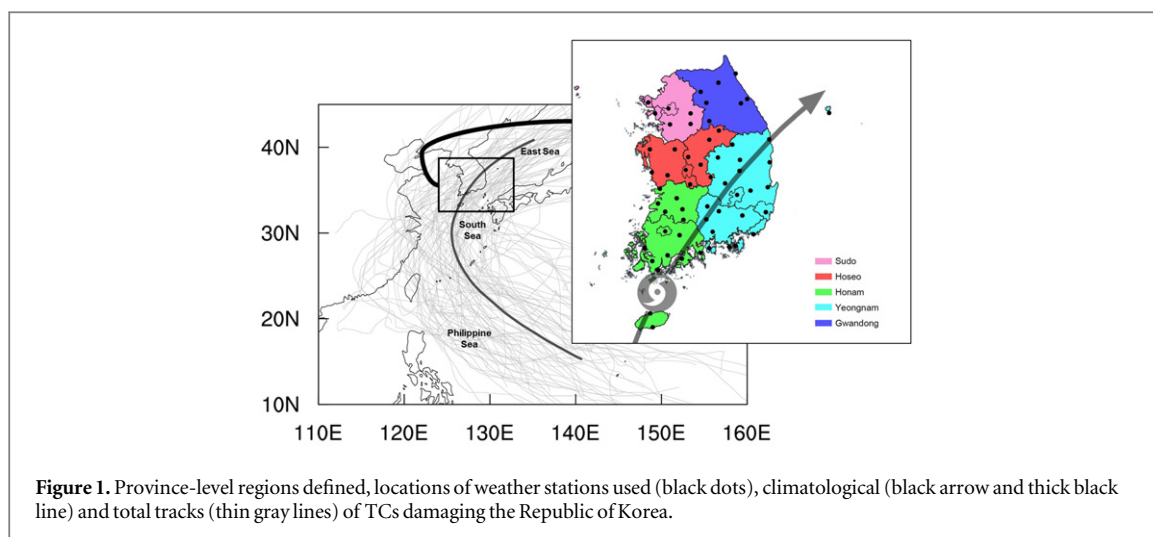 40N
30N
20N
10N
110E 120E 130E 140E 150E 160E
East Sea
South
Sea
Philippine
Sea
Sudo
Hoseo
Honam
Yeongnam
Gwandong
Figure 1. Province-level regions defined, locations of weather stations used (black dots), climatological (black arrow and thick black
line) and total tracks (thin gray lines) of TCs damaging the Republic of Korea.